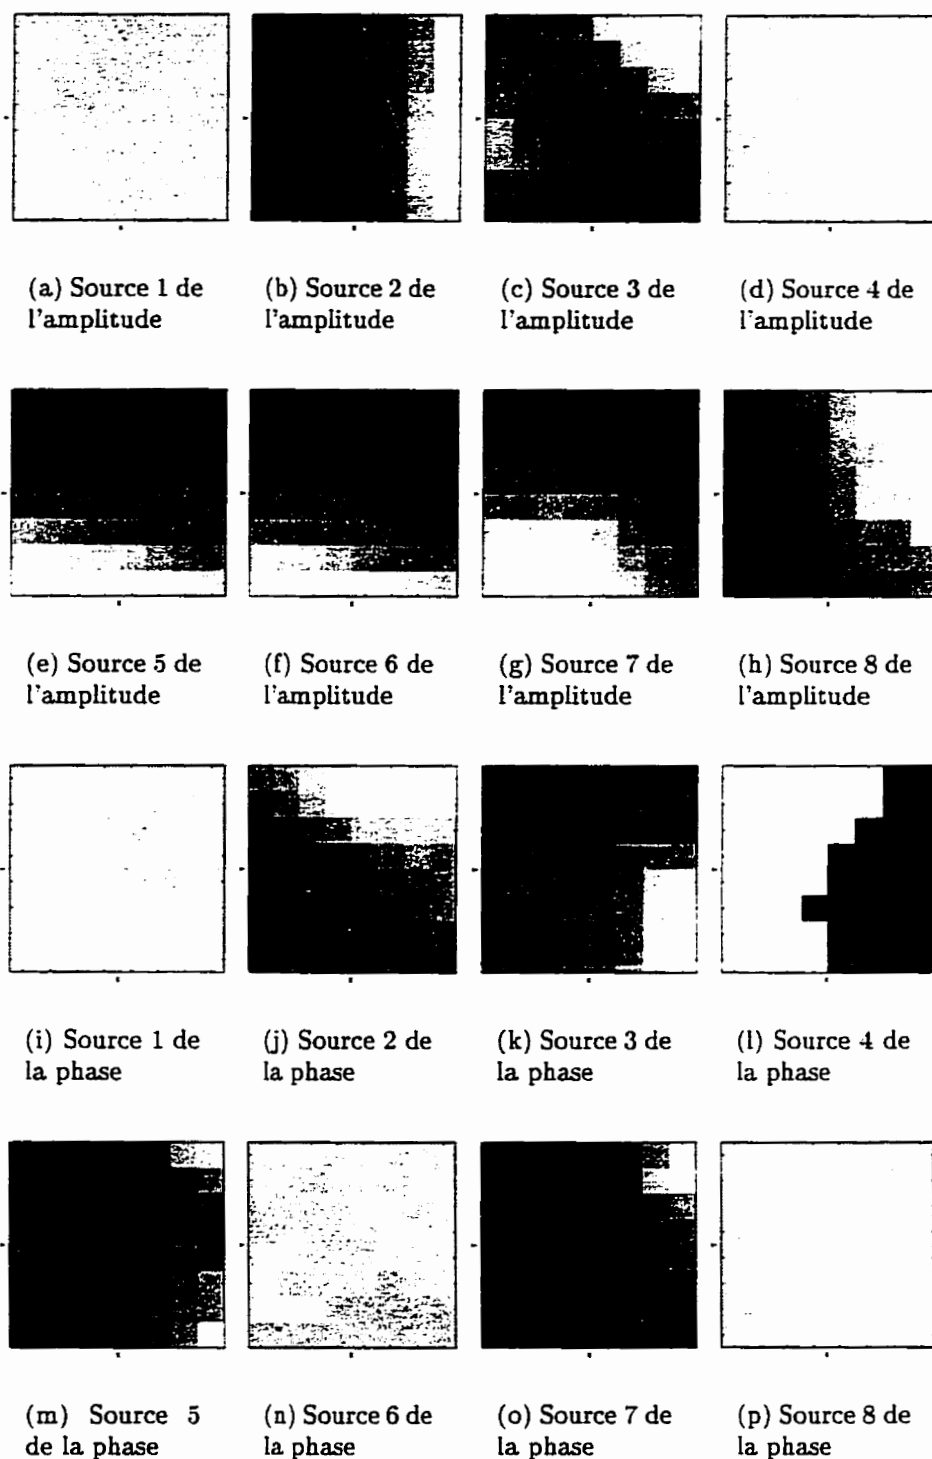 (a) Source 1 de
l'amplitude
(b) Source 2 de
l'amplitude
(c) Source 3 de
l'amplitude
(d) Source 4 de
l'amplitude
(e) Source 5 de
l'amplitude
(f) Source 6 de
l'amplitude
(g) Source 7 de
l'amplitude
(h) Source 8 de
l'amplitude
(i) Source 1 de
la phase
(j) Source 2 de
la phase
(k) Source 3 de
la phase
(l) Source 4 de
la phase
(m) Source 5
de la phase
(n) Source 6 de
la phase
(o) Source 7 de
la phase
(p) Source 8 de
la phase